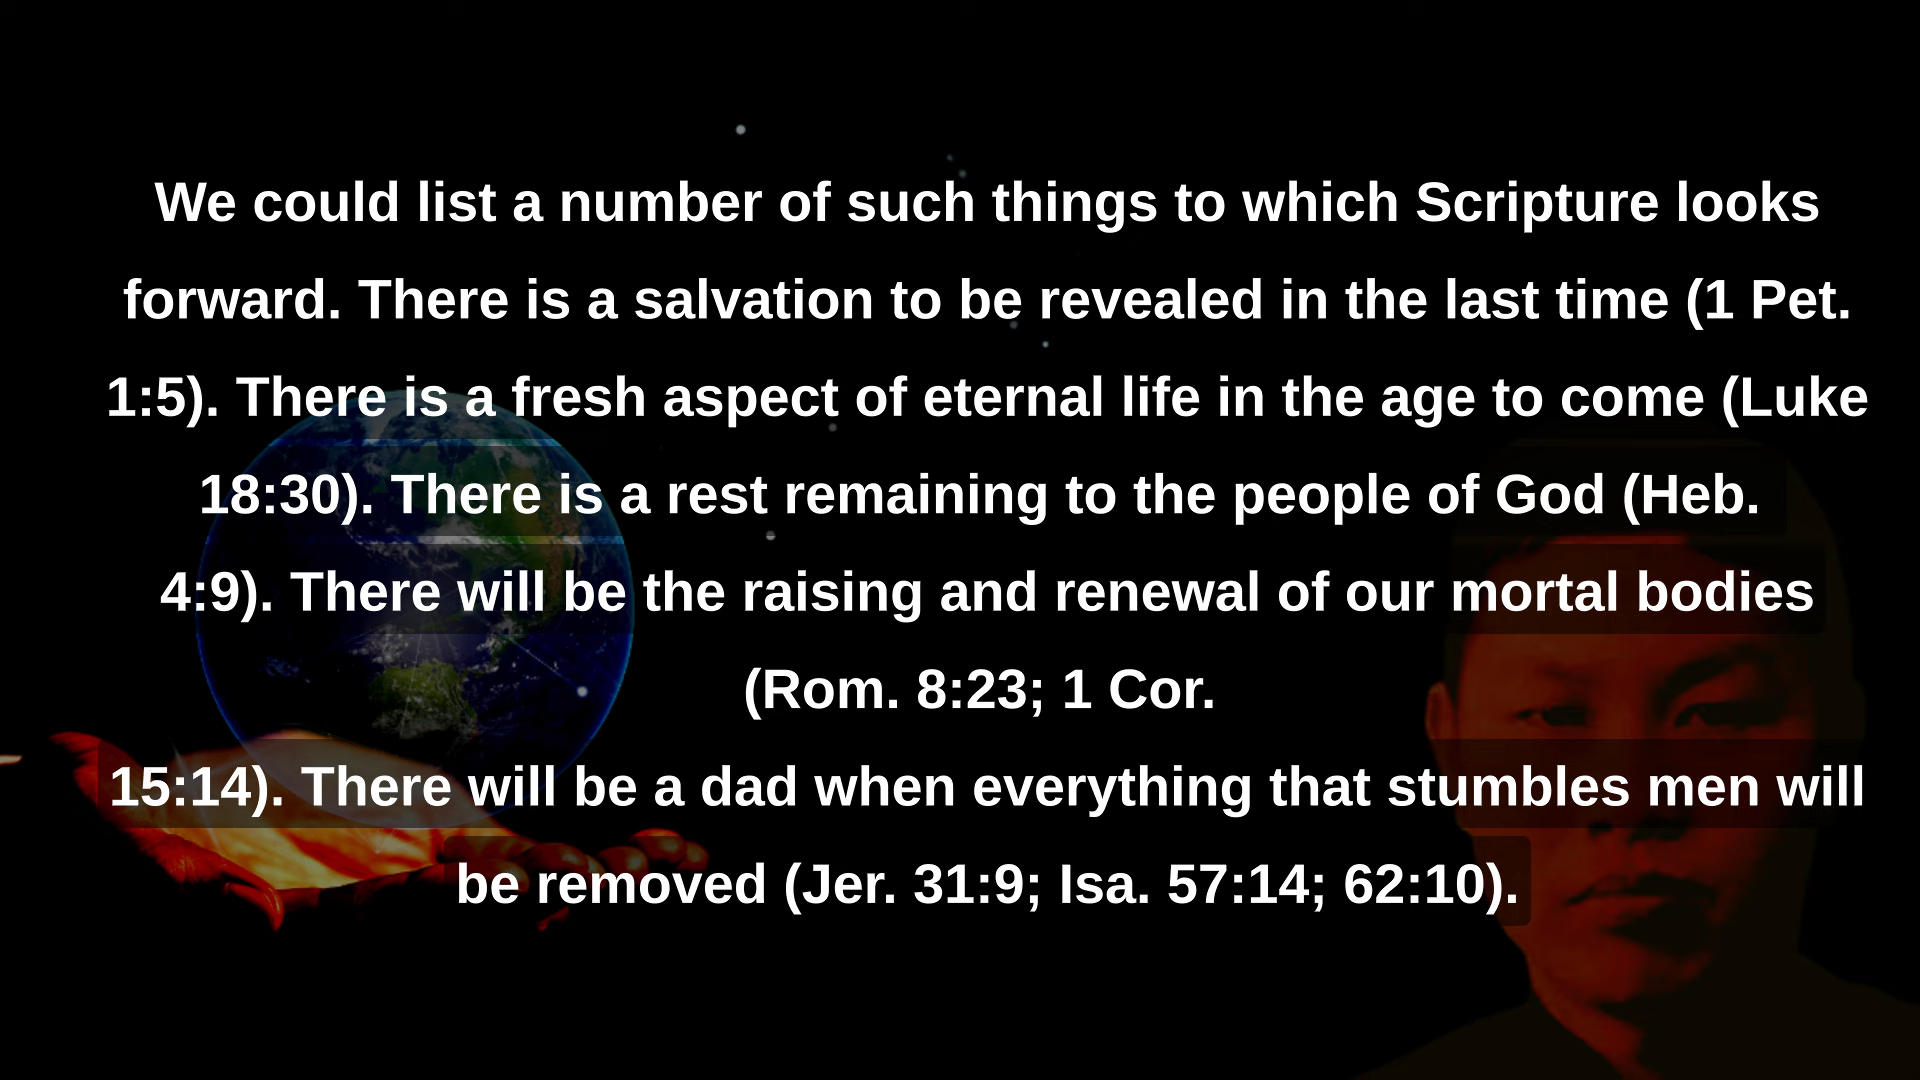 We could list a number of such things to which Scripture looks
forward. There is a salvation to be revealed in the last time (1 Pet.
1:5). There is a fresh aspect of eternal life in the age to come (Luke
18:30). There is a rest remaining to the people of God (Heb.
4:9). There will be the raising and renewal of our mortal bodies
(Rom. 8:23; 1 Cor.
15:14). There will be a dad when everything that stumbles men will
be removed (Jer. 31:9; Isa. 57:14; 62:10).